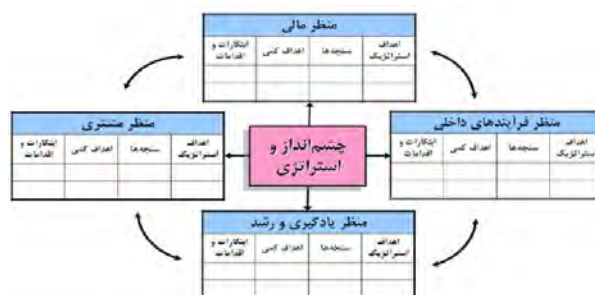 منظر مالی
اهداف استراتژیک	سنجه‌ها	اهداف کمی	ابتکارات و اقدامات
منظر فرآیندهای داخلی
اهداف استراتژیک	سنجه‌ها	اهداف کمی	ابتکارات و اقدامات
چشم‌انداز و
استراتژی
منظر مشتری
اهداف استراتژیک	سنجه‌ها	اهداف کمی	ابتکارات و اقدامات
منظر یادگیری و رشد
اهداف استراتژیک	سنجه‌ها	اهداف کمی	ابتکارات و اقدامات